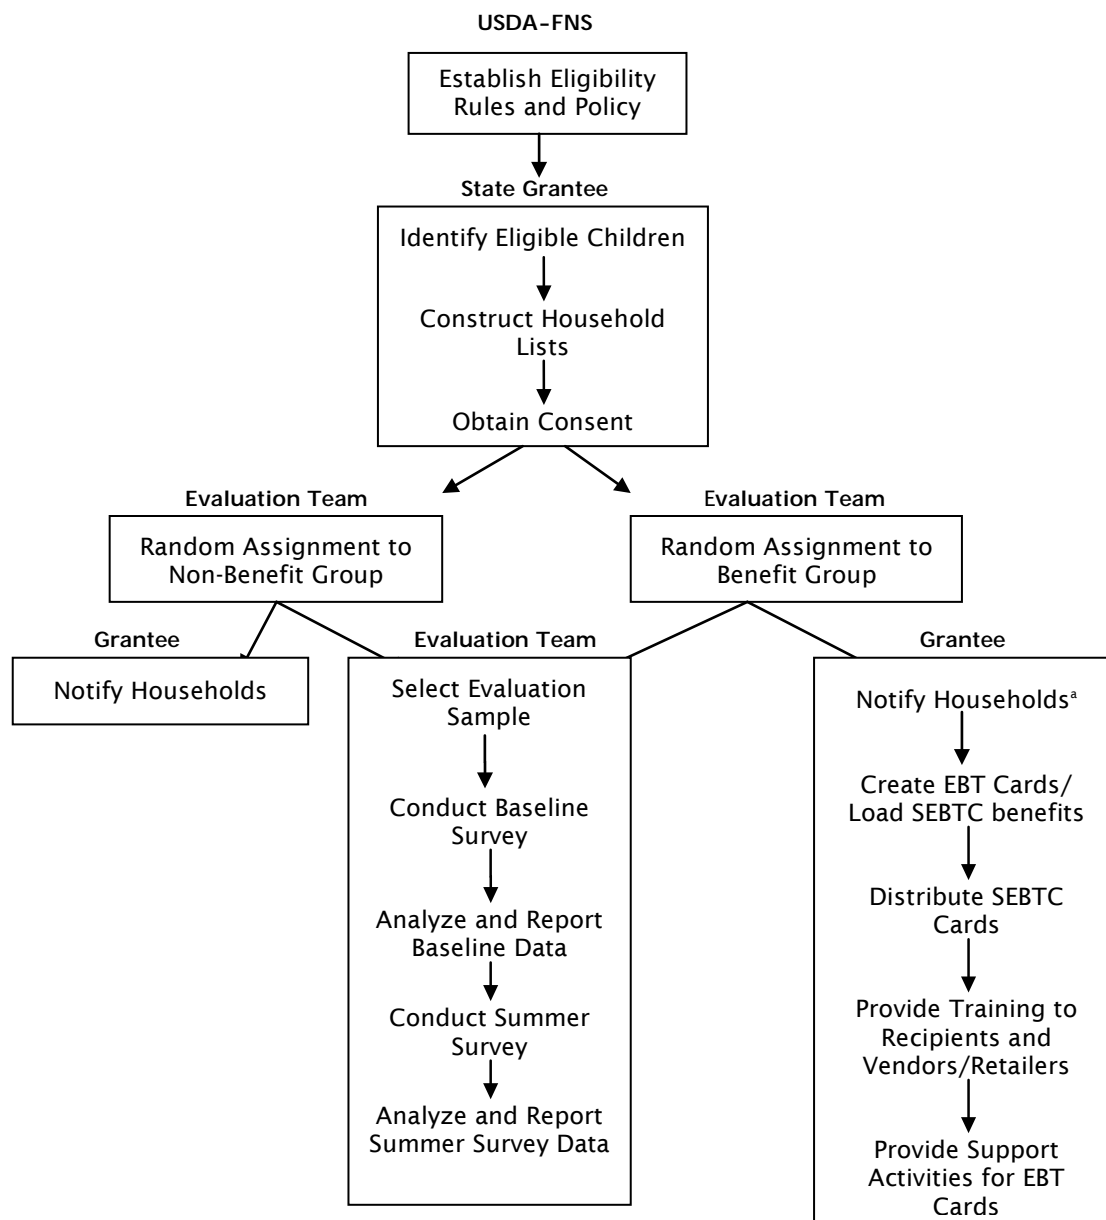 USDA–FNS
Establish Eligibility
Rules and Policy
State Grantee
Identify Eligible Children
Construct Household
Lists
Obtain Consent
Evaluation Team
Random Assignment to
Non-Benefit Group
Evaluation Team
Random Assignment to
Benefit Group
Grantee
Notify Households
Evaluation Team
Select Evaluation
Sample
Conduct Baseline
Survey
Analyze and Report
Baseline Data
Conduct Summer
Survey
Analyze and Report
Summer Survey Data
Grantee
Notify Householdsᵃ
Create EBT Cards/
Load SEBTC benefits
Distribute SEBTC
Cards
Provide Training to
Recipients and
Vendors/Retailers
Provide Support
Activities for EBT
Cards